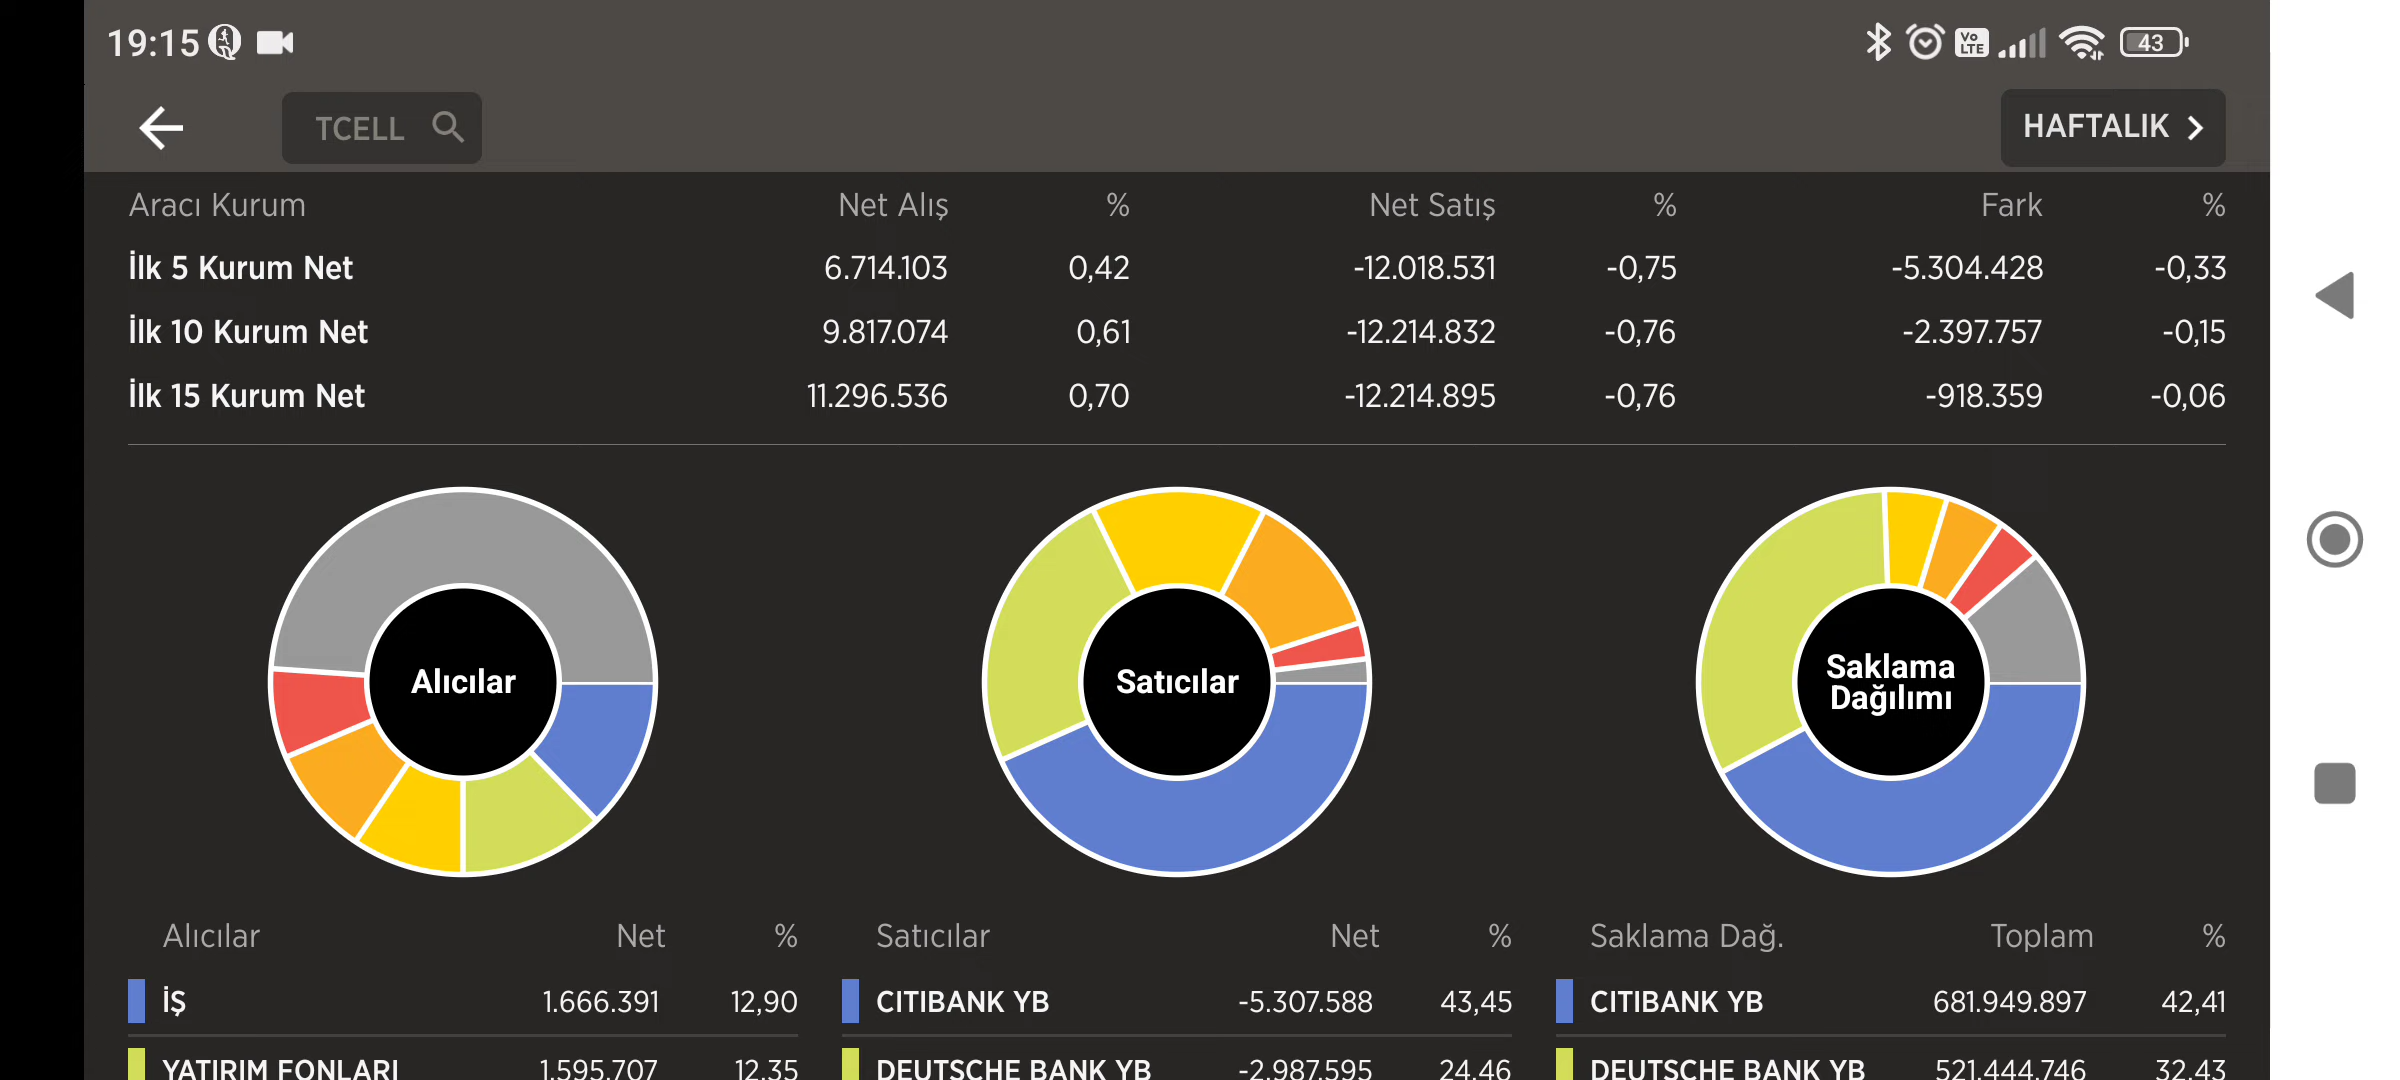 19:15 Vo LTE 43
TCELL HAFTALIK
Aracı Kurum Net Alış % Net Satış % Fark %
İlk 5 Kurum Net 6.714.103 0,42 -12.018.531 -0,75 -5.304.428 -0,33
İlk 10 Kurum Net 9.817.074 0,61 -12.214.832 -0,76 -2.397.757 -0,15
İlk 15 Kurum Net 11.296.536 0,70 -12.214.895 -0,76 -918.359 -0,06
Alıcılar
Satıcılar
Saklama
Dağılımı
Alıcılar Net % Satıcılar Net % Saklama Dağ. Toplam %
İŞ 1.666.391 12,90 CITIBANK YB -5.307.588 43,45 CITIBANK YB 681.949.897 42,41
YATIRIM FONLARI 1.595.707 12,35 DEUTSCHE BANK YB -2.987.595 24,46 DEUTSCHE BANK YB 521.444.746 32,43